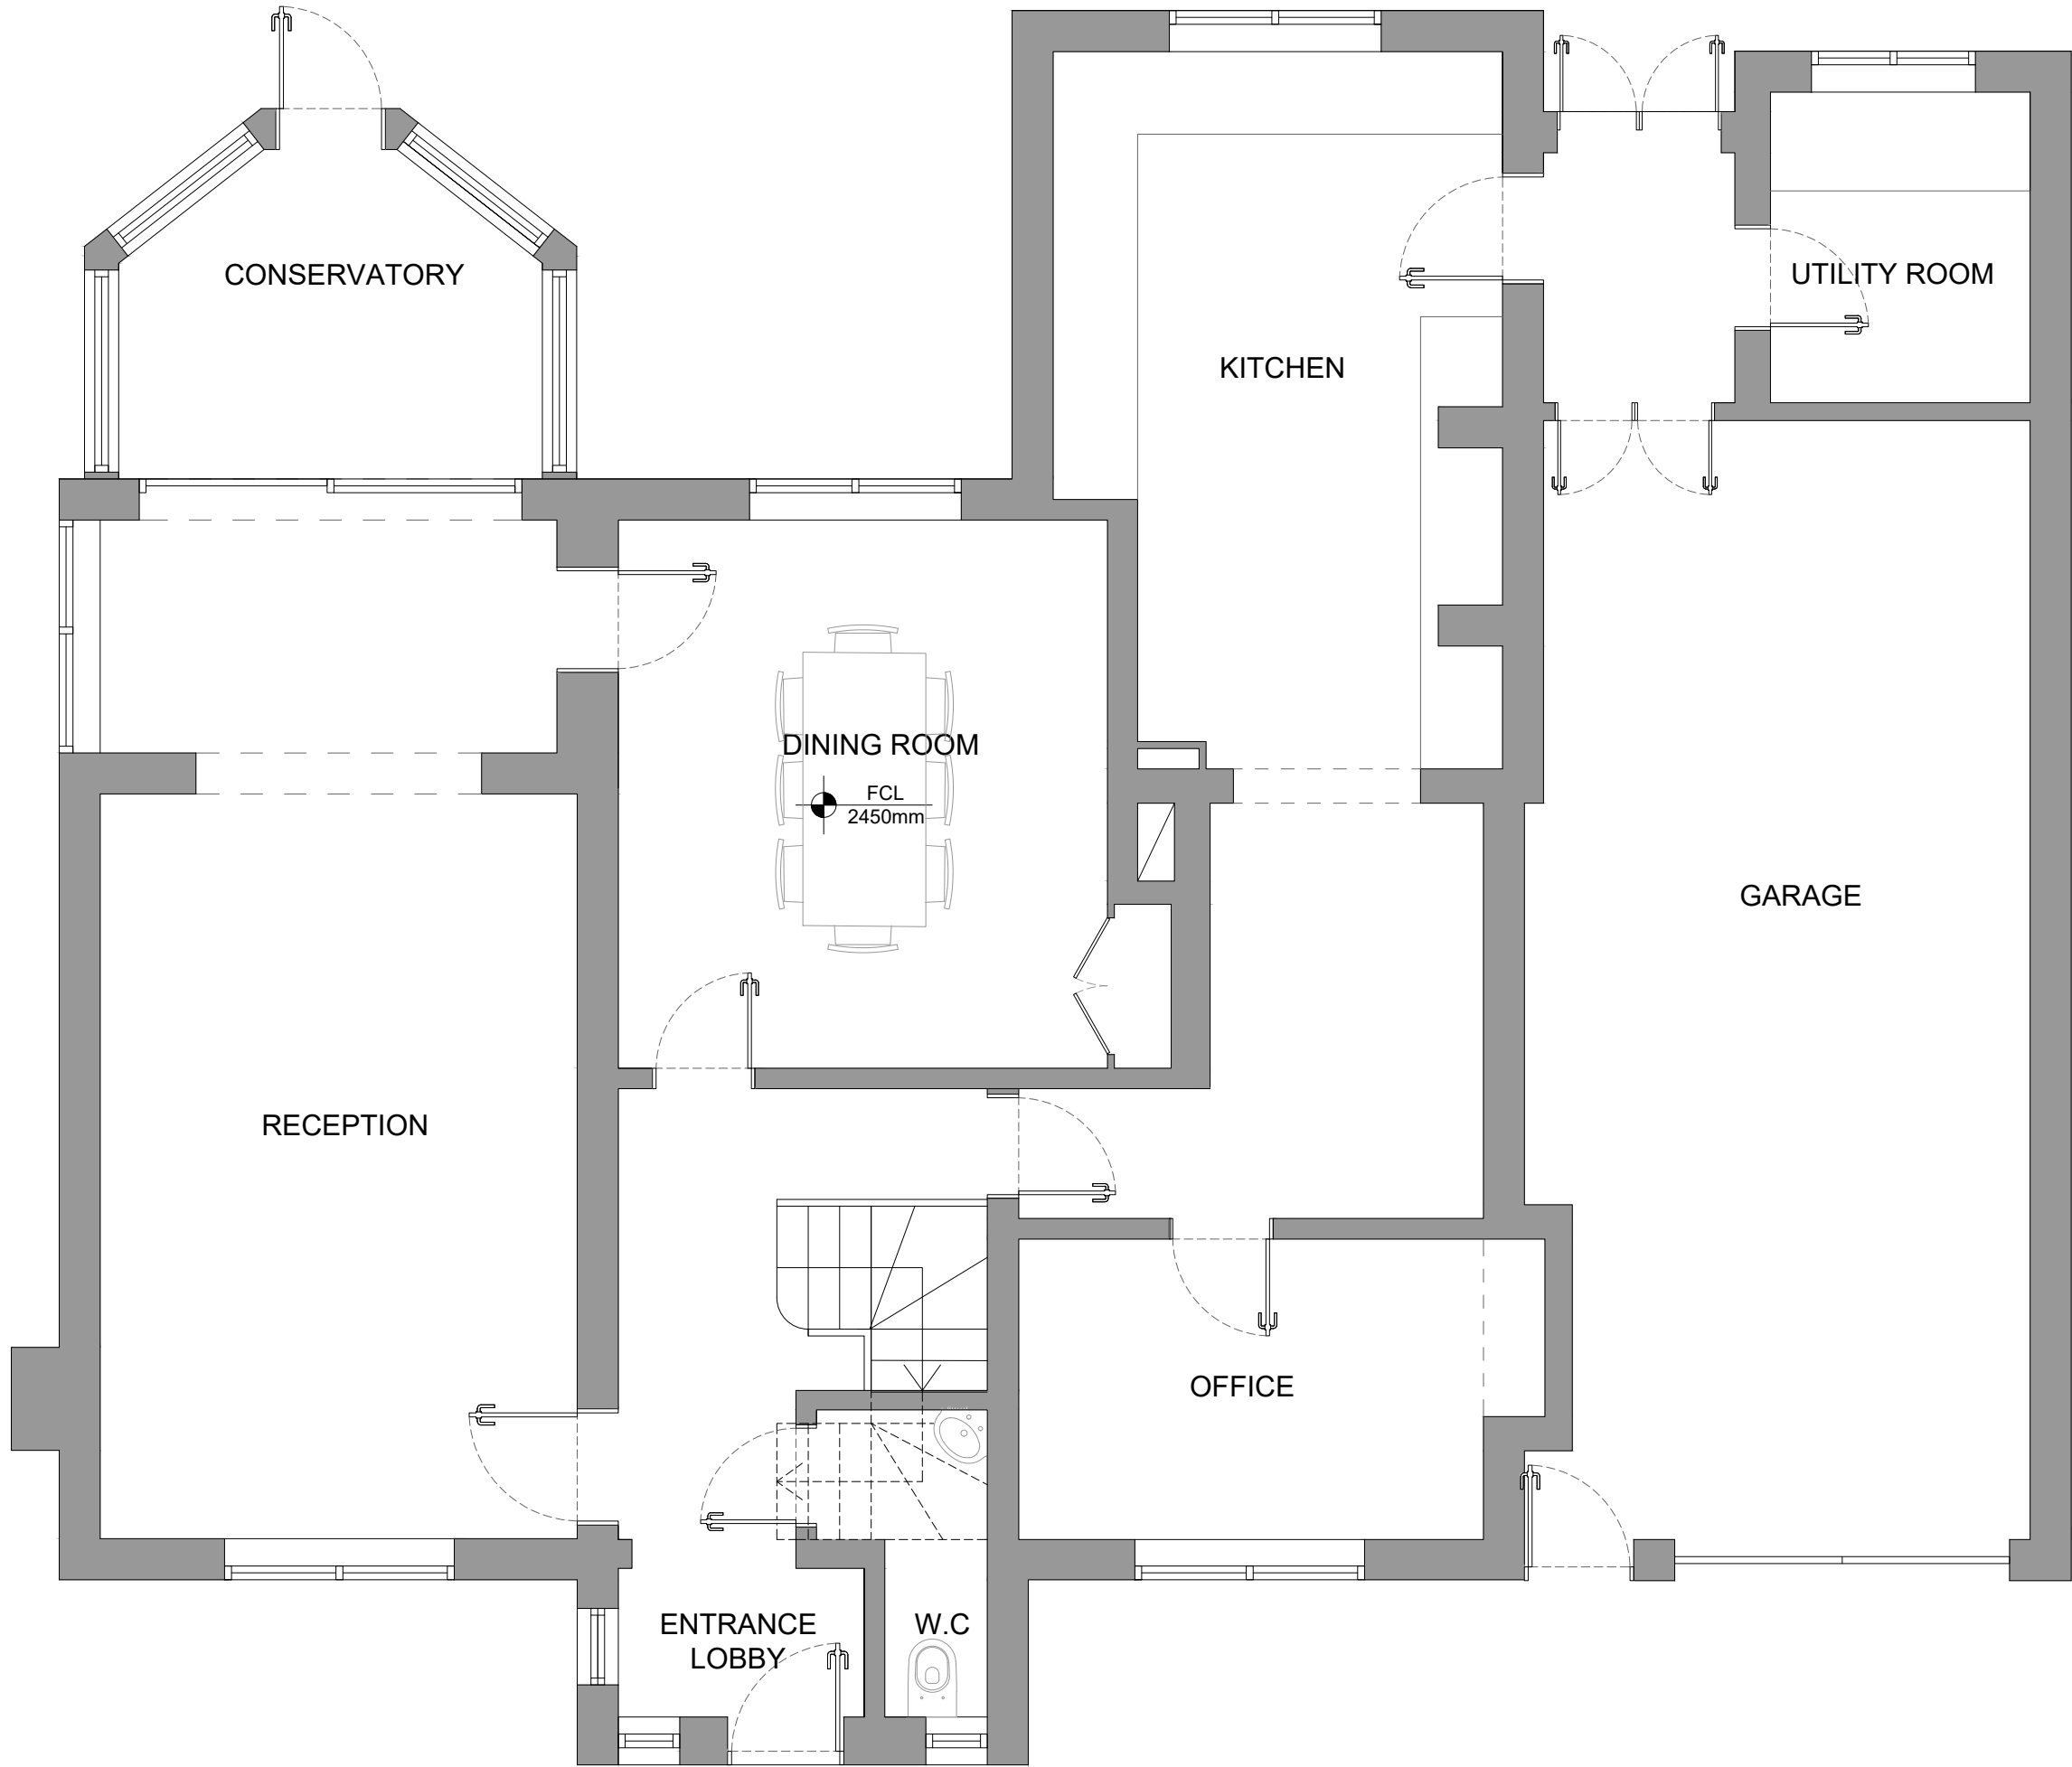 CONSERVATORY
UTILITY ROOM
KITCHEN
DINING ROOM
FCL
2450mm
GARAGE
RECEPTION
OFFICE
ENTRANCE
LOBBY
W.C